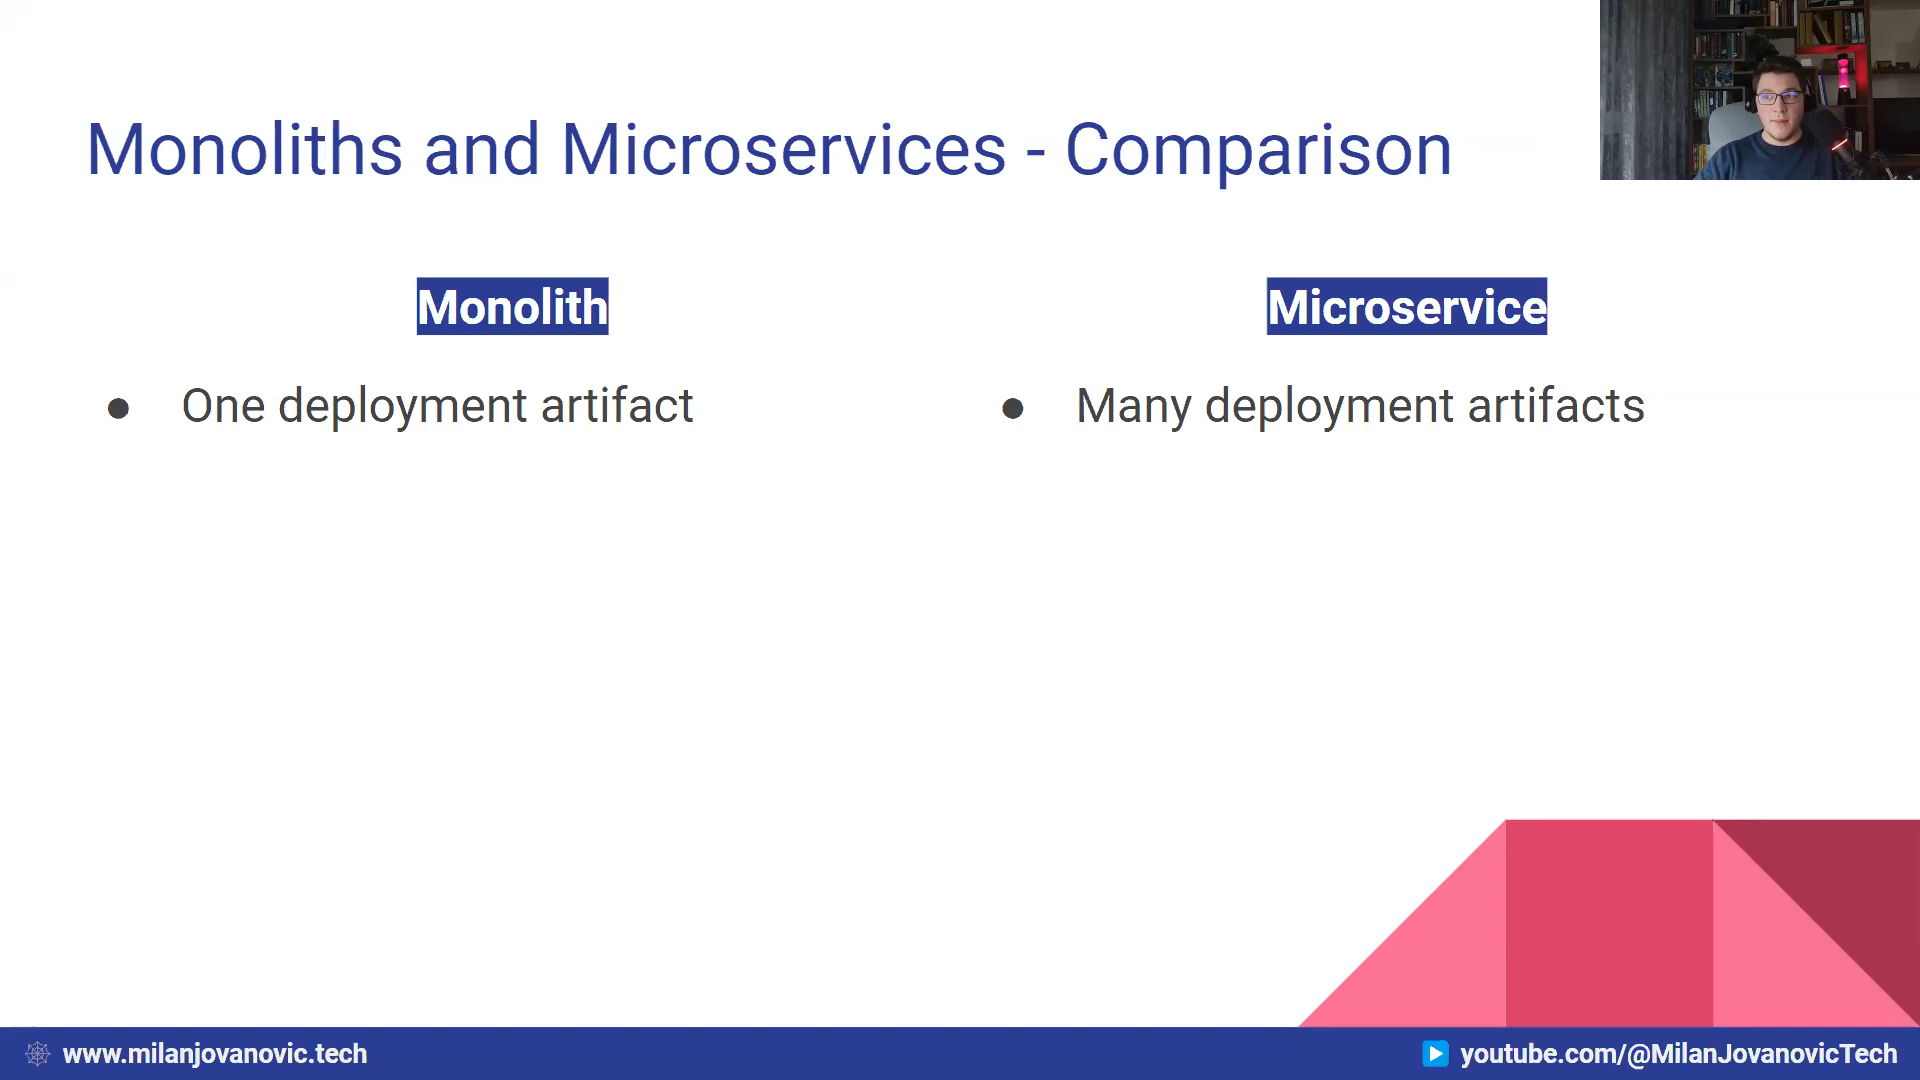 Monoliths and Microservices - Comparison
Monolith
● One deployment artifact
Microservice
● Many deployment artifacts
www.milanjovanovic.tech
youtube.com/@MilanJovanovicTech